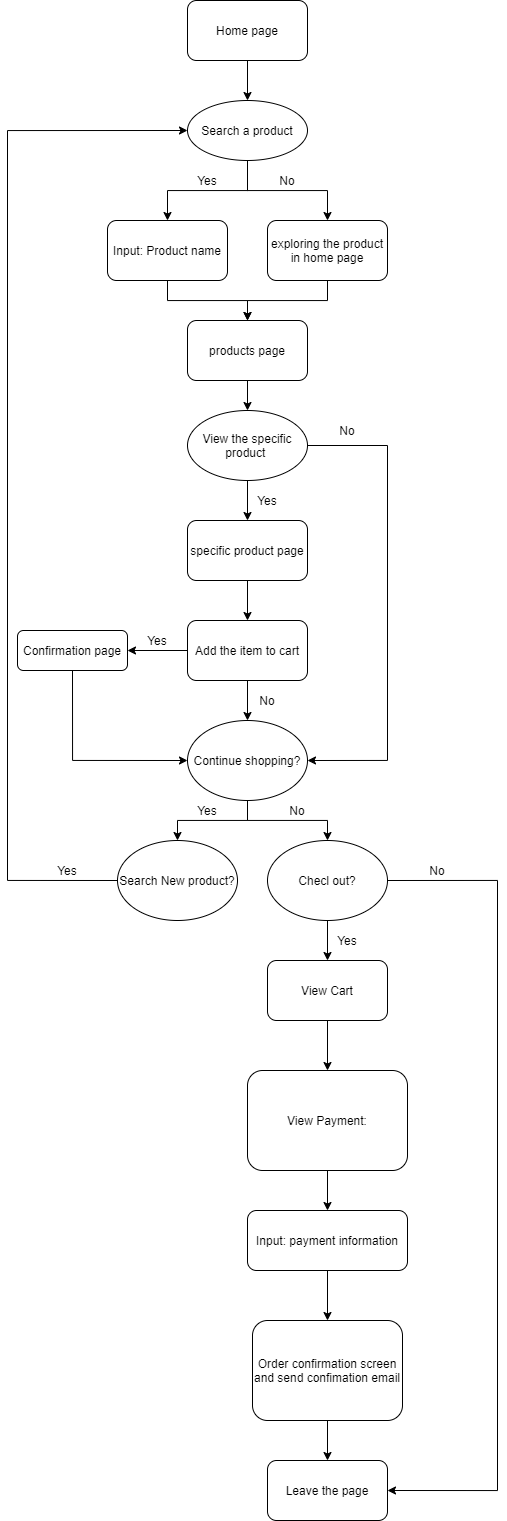 Home page
Search a product
Yes
No
Input: Product name
exploring the product
in home page
products page
View the specific
product
No
Yes
specific product page
Add the item to cart
Yes
Confirmation page
No
Continue shopping?
Yes
No
Search New product?
Yes
Checl out?
No
Yes
View Cart
View Payment:
Input: payment information
Order confirmation screen
and send confimation email
Leave the page